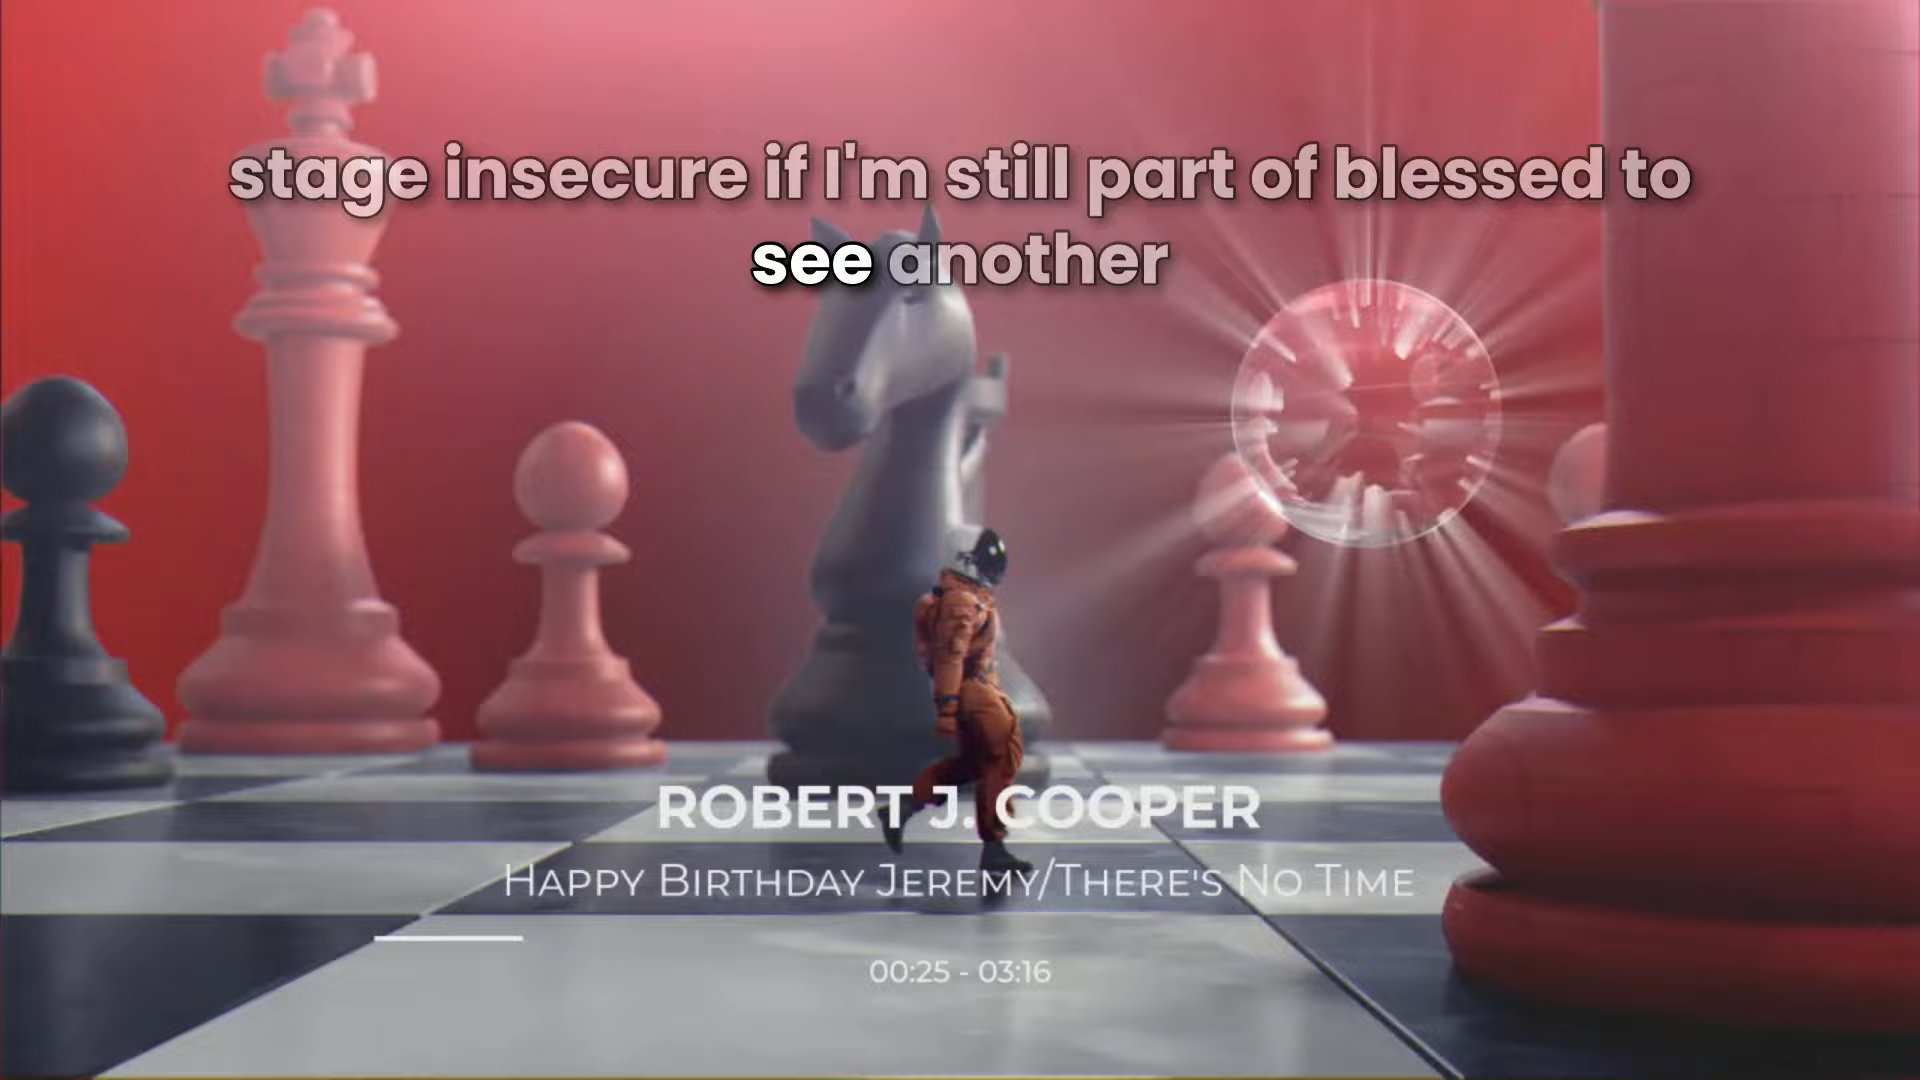 stage insecure if I'm still part of blessed to
see another
ROBERT J. COOPER
Happy Birthday Jeremy/There's No Time
00:25 - 03:16